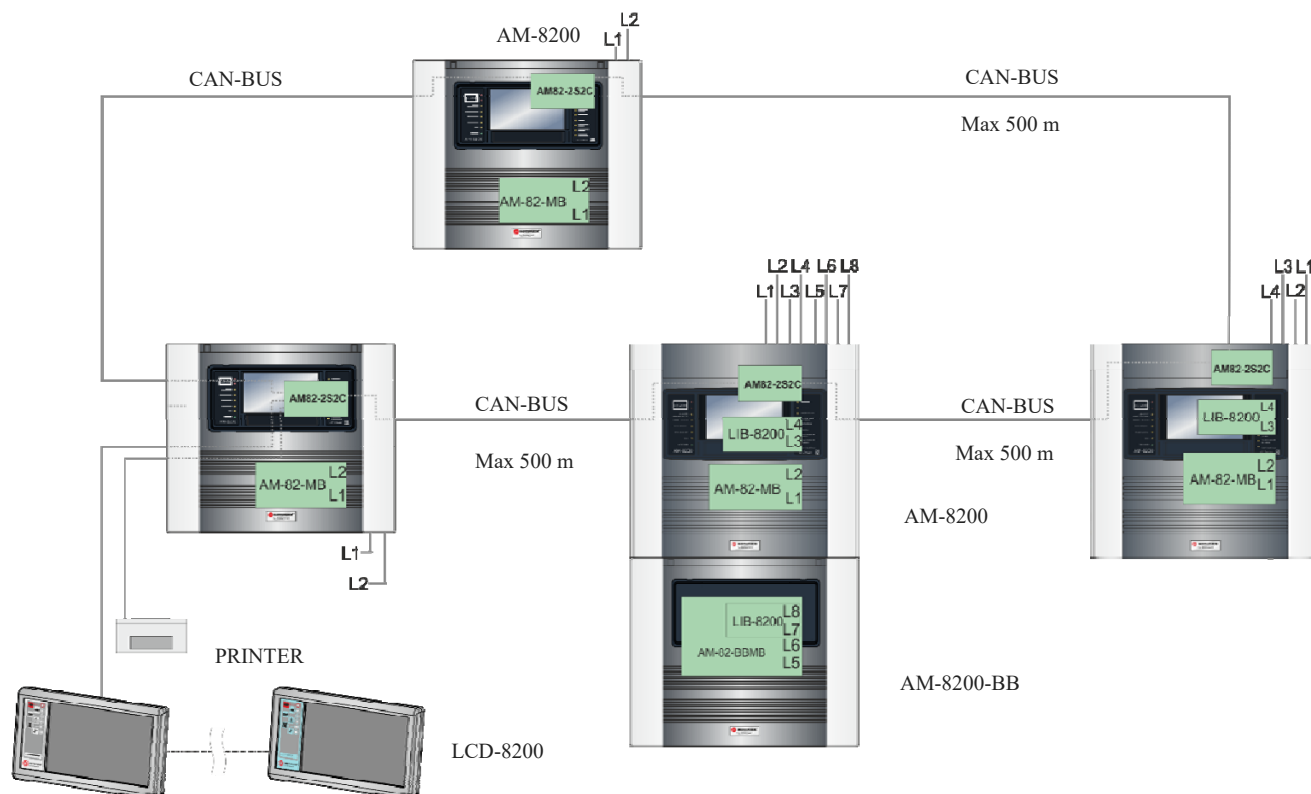 L2
AM-8200
L1
CAN-BUS
CAN-BUS
AM82-2S2C
Max 500 m
L2
AM-82-MB
L1
L2 L4 L6 L8
L1 L3 L5 L7
L3 L1
L4 L2
AM82-2S2C
CAN-BUS
Max 500 m
AM-82-MB
L2
L1
L1
L2
AM82-2S2C
LIB-8200
L4
L3
AM-82-MB
L2
L1
CAN-BUS
Max 500 m
AM82-2S2C
LIB-8200
L4
L3
AM-82-MB
L2
L1
AM-8200
LIB-8200
L8
L7
AM-82-BBMB
L6
L5
AM-8200-BB
PRINTER
LCD-8200